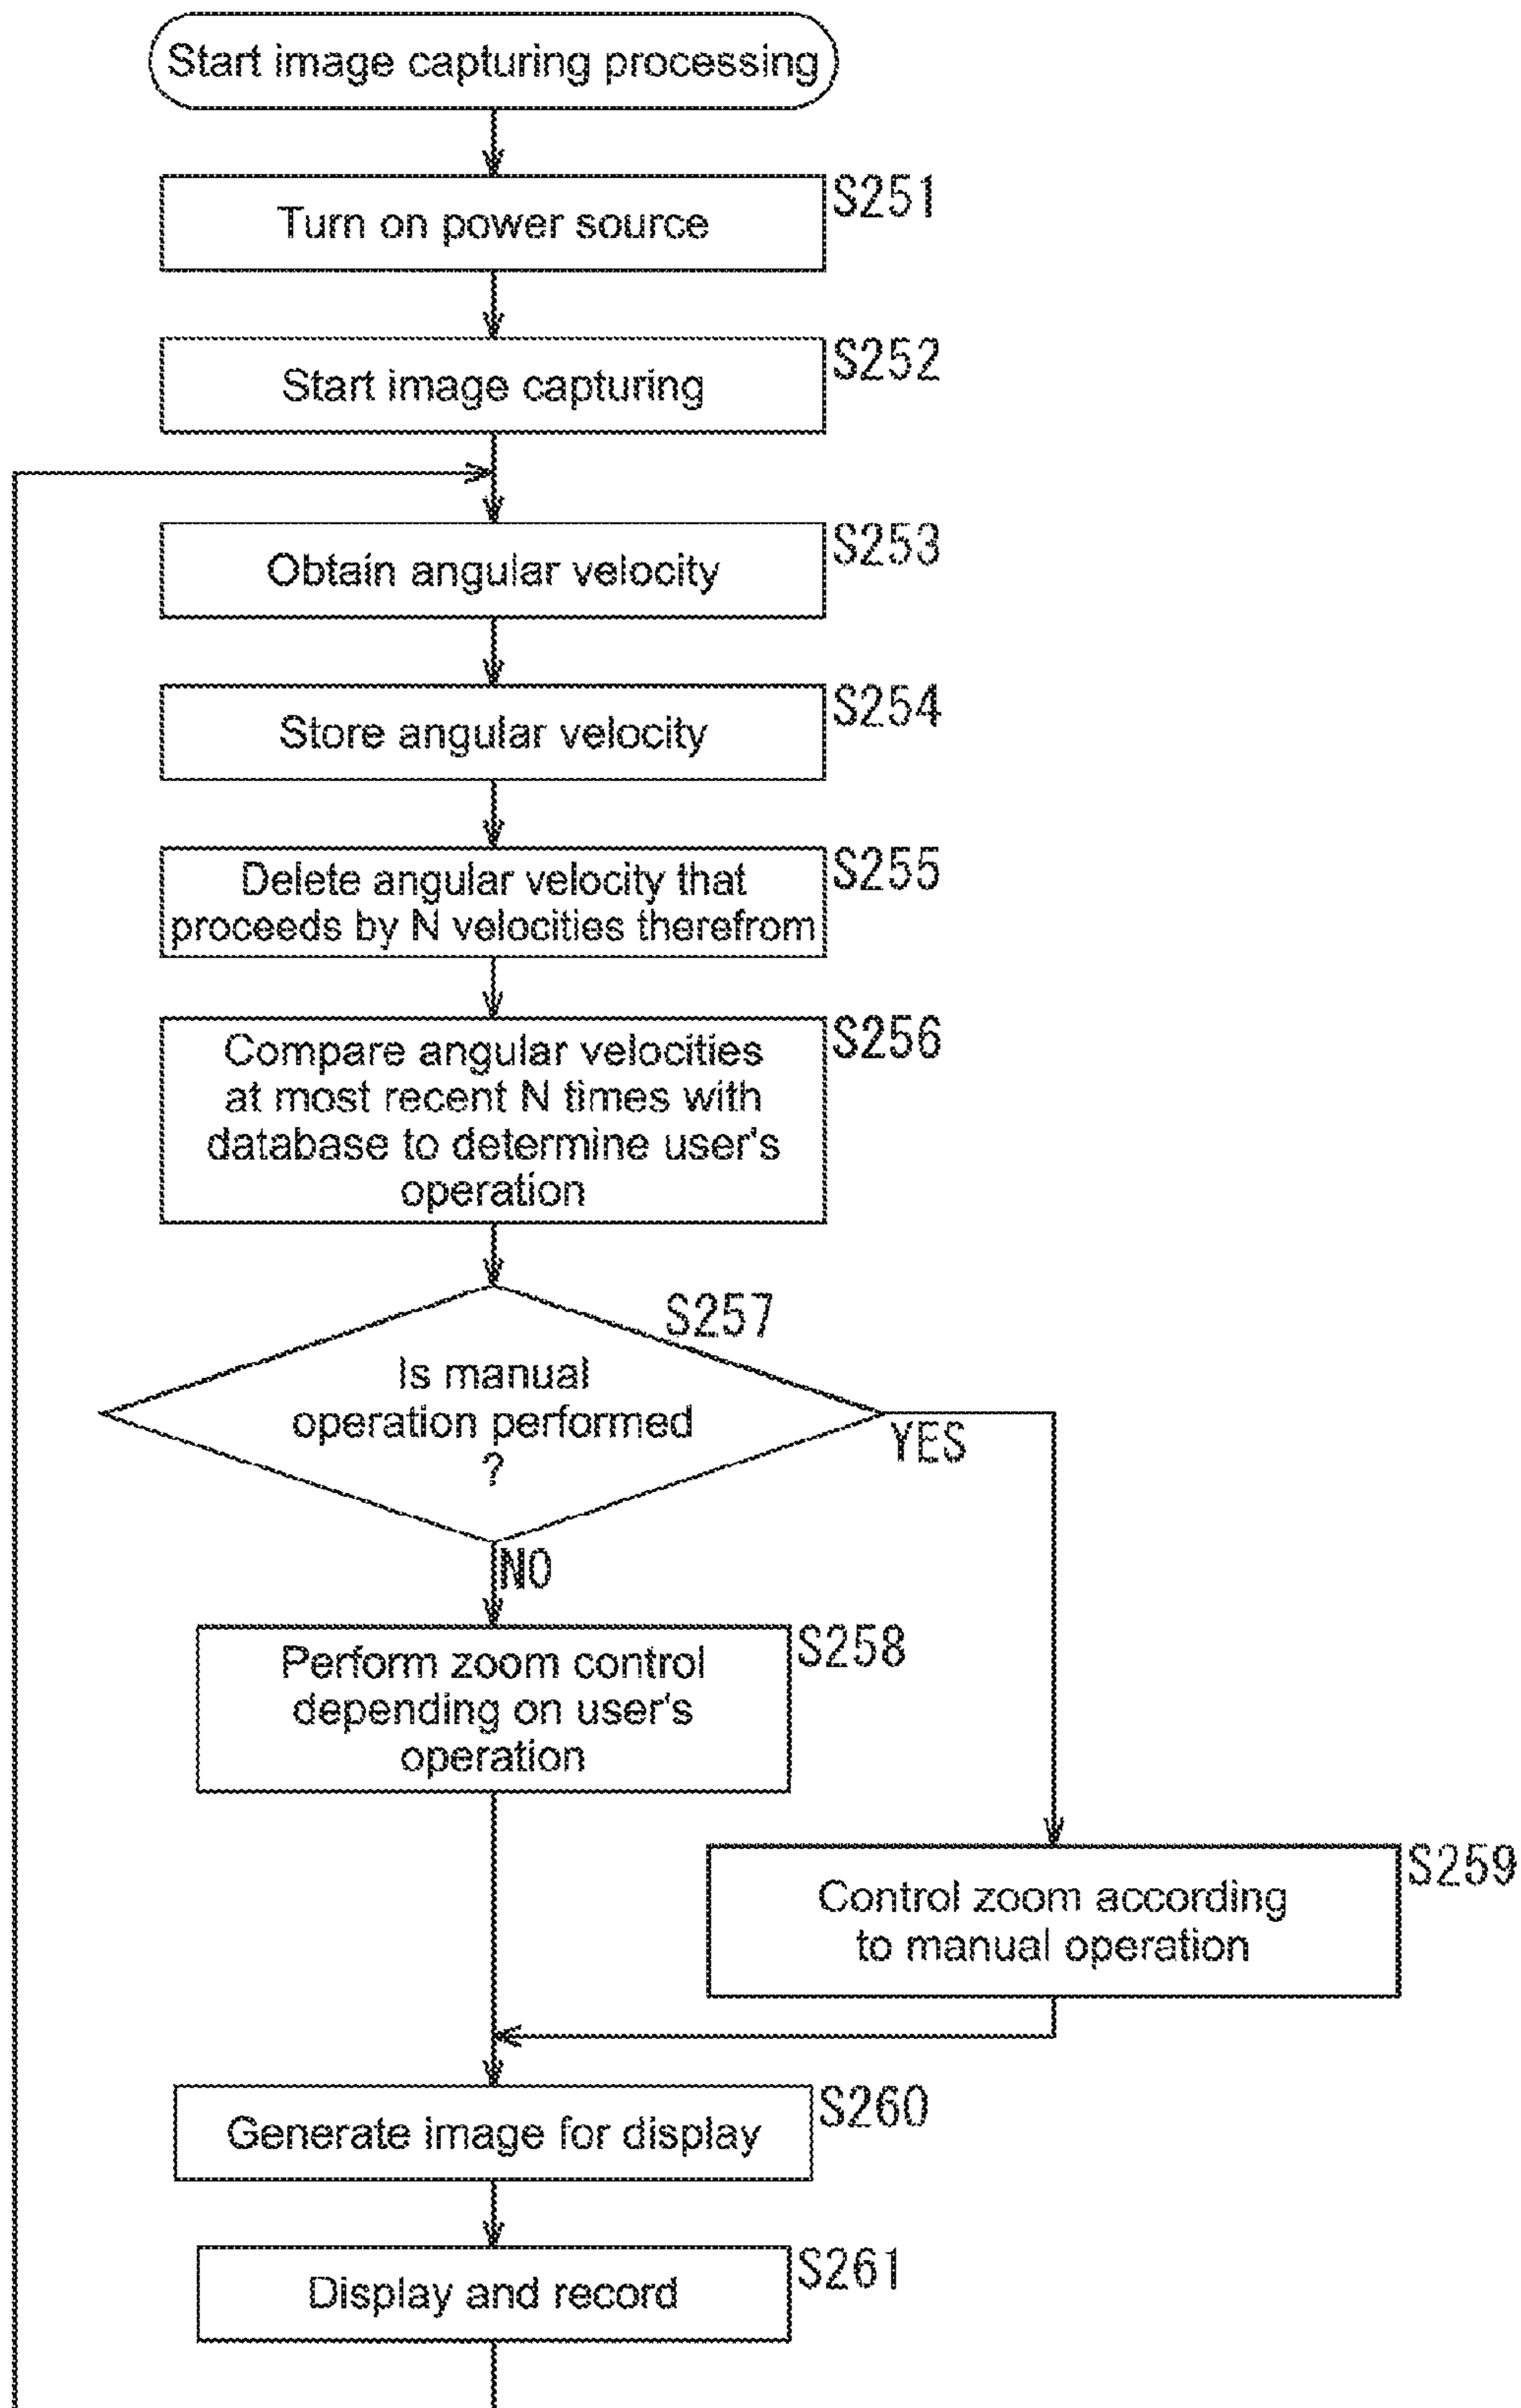 Start image capturing processing
S251
Turn on power source
S252
Start image capturing
S253
Obtain angular velocity
S254
Store angular velocity
S255
Delete angular velocity that
proceeds by N velocities therefrom
S256
Compare angular velocities
at most recent N times with
database to determine user's
operation
S257
Is manual
operation performed
?
YES
NO
S258
Perform zoom control
depending on user's
operation
S259
Control zoom according
to manual operation
S260
Generate image for display
S261
Display and record